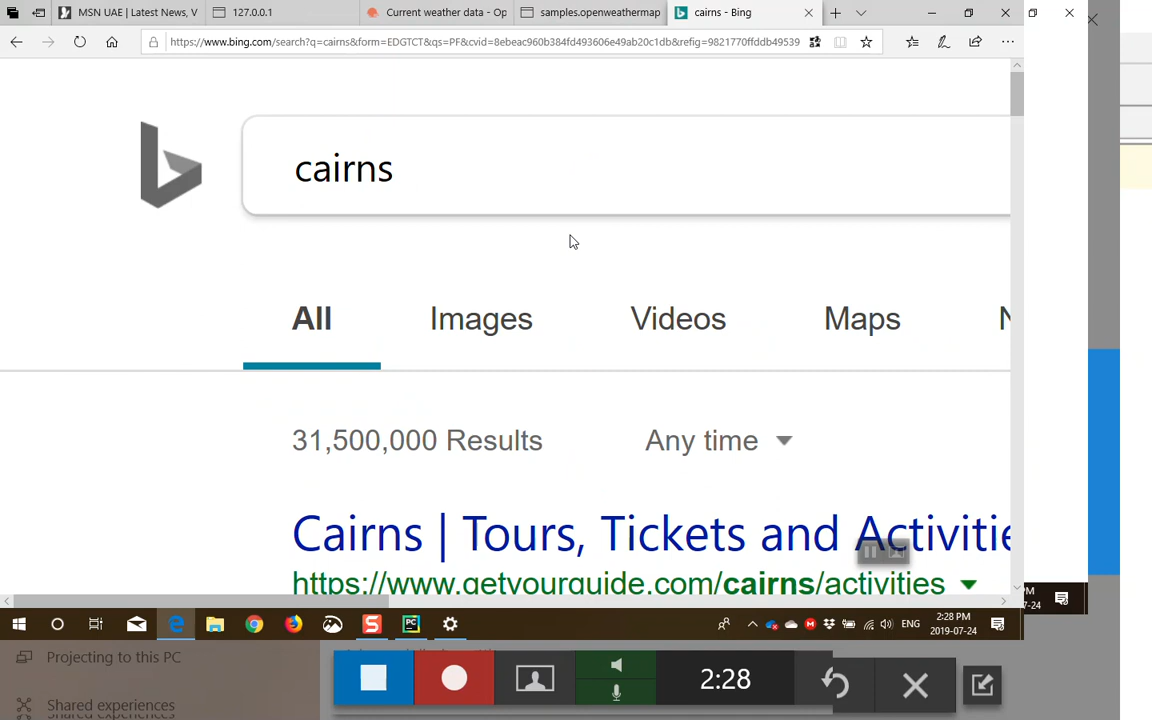 MSN UAE | Latest News, V
127.0.0.1
Current weather data - Op
samples.openweathermap
cairns - Bing
https://www.bing.com/search?q=cairns&form=EDGTCT&qs=PF&cvid=8ebeac960b384fd493606e49ab20c1db&refig=9821770ffddb49539
cairns
All
Images
Videos
Maps
N
31,500,000 Results
Any time
Cairns | Tours, Tickets and Activitie
https://www.getyourguide.com/cairns/activities
PM
-24
ENG
2:28 PM
2019-07-24
Projecting to this PC
Shared experiences
2:28